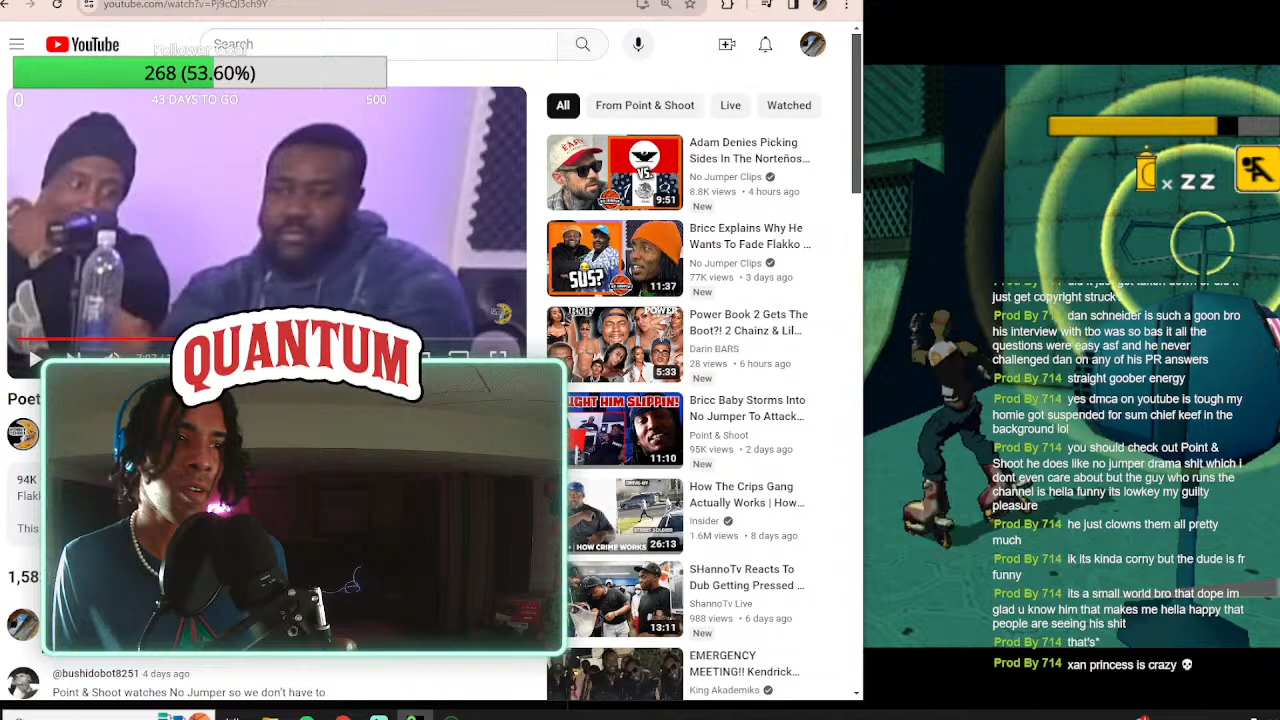 youtube.com/watch?v=Pj9cQl3ch9Y
YouTube
Search
Follower Goal
268 (53.60%)
0
43 DAYS TO GO
500
All
From Point & Shoot
Live
Watched
VS.
9:51
Adam Denies Picking
Sides In The Norteños...
No Jumper Clips
8.8K views • 4 hours ago
New
SUS?
11:37
Bricc Explains Why He
Wants To Fade Flakko ...
No Jumper Clips
77K views • 3 days ago
New
BMF
POWER
5:33
Power Book 2 Gets The
Boot?! 2 Chainz & Lil...
Darin BARS
28 views • 6 hours ago
New
GHT HIM SLIPPIN!
11:10
Bricc Baby Storms Into
No Jumper To Attack...
Point & Shoot
95K views • 2 days ago
New
DRIVE-BY
HOW CRIME WORKS
26:13
How The Crips Gang
Actually Works | How...
Insider
1.6M views • 8 days ago
13:11
SHannoTv Reacts To
Dub Getting Pressed ...
ShannoTv Live
988 views • 6 days ago
New
EMERGENCY
MEETING!! Kendrick...
King Akademiks
QUANTUM
Poet
94K
Flakk
This
1,58
@bushidobot8251 4 days ago
Point & Shoot watches No Jumper so we don't have to
x zz
just get copyright struck
Prod By 714 dan schneider is such a goon bro
his interview with tbo was so bas it all the
questions were easy asf and he never
challenged dan on any of his PR answers
Prod By 714 straight goober energy
Prod By 714 yes dmca on youtube is tough my
homie got suspended for sum chief keef in the
background lol
Prod By 714 you should check out Point &
Shoot he does like no jumper drama shit which i
dont even care about but the guy who runs the
channel is hella funny its lowkey my guilty
pleasure
Prod By 714 he just clowns them all pretty
much
Prod By 714 ik its kinda corny but the dude is fr
funny
Prod By 714 its a small world bro that dope im
glad u know him that makes me hella happy that
people are seeing his shit
Prod By 714 that's*
Prod By 714 xan princess is crazy 💀